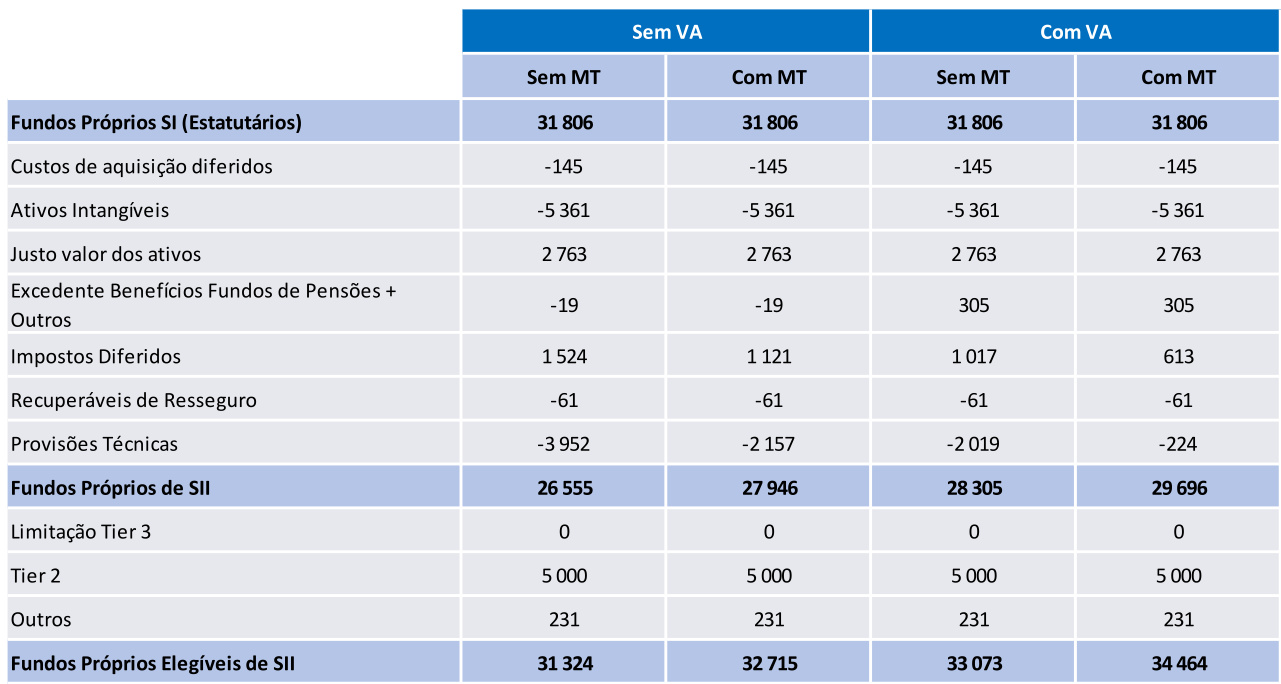 Sem VA Com VA
Sem MT Com MT Sem MT Com MT
Fundos Próprios SI (Estatutários) 31 806 31 806 31 806 31 806
Custos de aquisição diferidos -145 -145 -145 -145
Ativos Intangíveis -5 361 -5 361 -5 361 -5 361
Justo valor dos ativos 2 763 2 763 2 763 2 763
Excedente Benefícios Fundos de Pensões +
Outros -19 -19 305 305
Impostos Diferidos 1 524 1 121 1 017 613
Recuperáveis de Resseguro -61 -61 -61 -61
Provisões Técnicas -3 952 -2 157 -2 019 -224
Fundos Próprios de SII 26 555 27 946 28 305 29 696
Limitação Tier 3 0 0 0 0
Tier 2 5 000 5 000 5 000 5 000
Outros 231 231 231 231
Fundos Próprios Elegíveis de SII 31 324 32 715 33 073 34 464